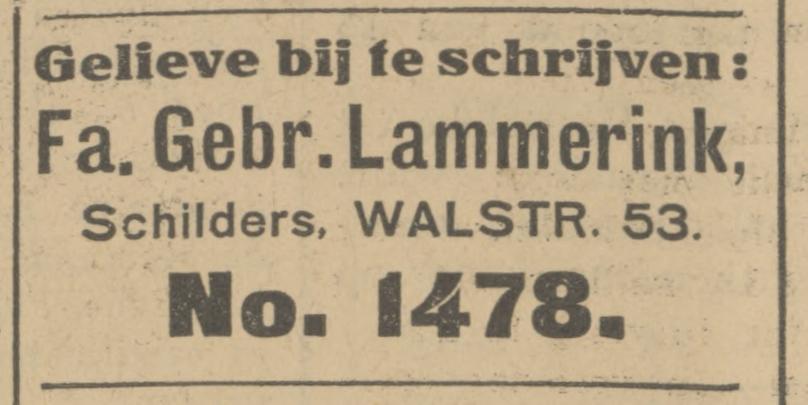 Gelieve bij te schrijven:
Fa. Gebr. Lammerink,
Schilders, WALSTR. 53.
No. 1478.